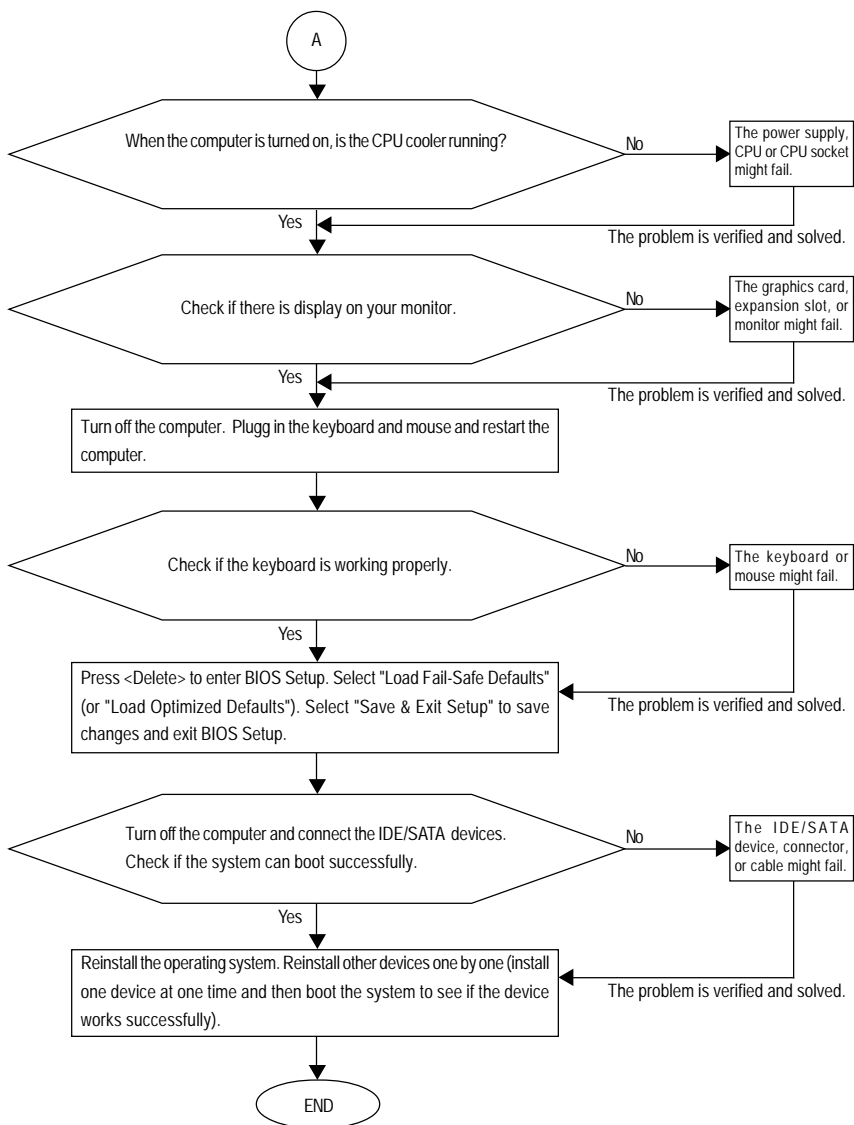 A
When the computer is turned on, is the CPU cooler running?
No
The power supply,
CPU or CPU socket
might fail.
Yes
The problem is verified and solved.
Check if there is display on your monitor.
No
The graphics card,
expansion slot, or
monitor might fail.
Yes
The problem is verified and solved.
Turn off the computer. Plugg in the keyboard and mouse and restart the
computer.
Check if the keyboard is working properly.
No
The keyboard or
mouse might fail.
Yes
Press <Delete> to enter BIOS Setup. Select "Load Fail-Safe Defaults"
(or "Load Optimized Defaults"). Select "Save & Exit Setup" to save
changes and exit BIOS Setup.
The problem is verified and solved.
Turn off the computer and connect the IDE/SATA devices.
Check if the system can boot successfully.
No
The IDE/SATA
device, connector,
or cable might fail.
Yes
Reinstall the operating system. Reinstall other devices one by one (install
one device at one time and then boot the system to see if the device
works successfully).
The problem is verified and solved.
END